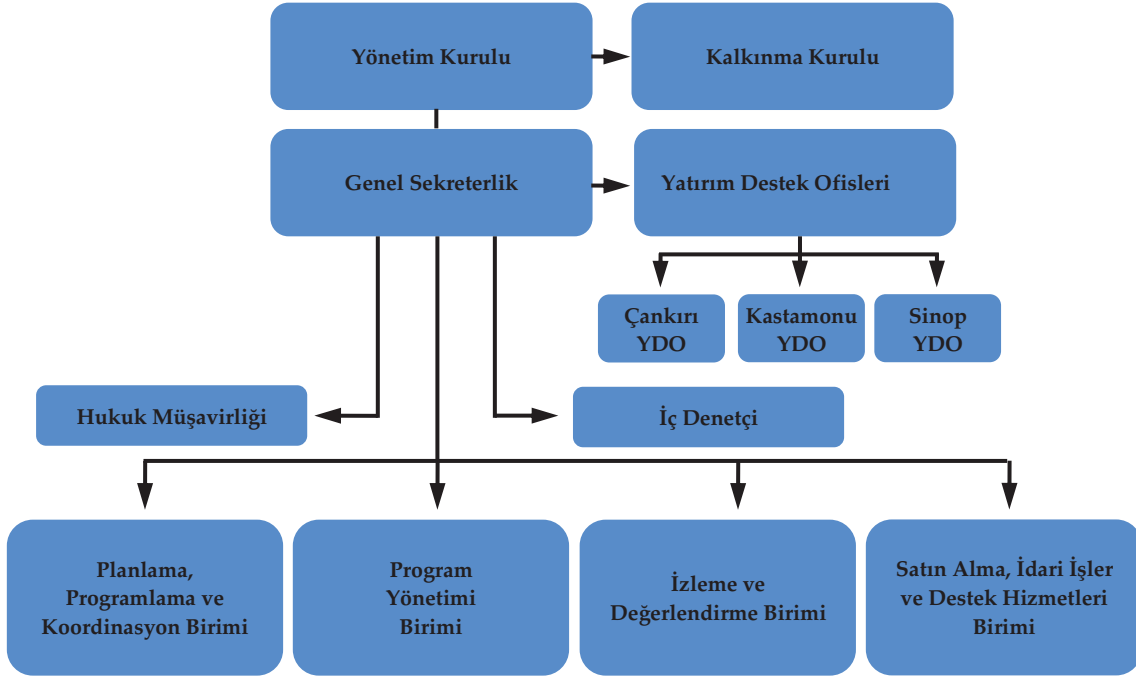 Yönetim Kurulu
Kalkınma Kurulu
Genel Sekreterlik
Yatırım Destek Ofisleri
Çankırı
YDO
Kastamonu
YDO
Sinop
YDO
Hukuk Müşavirliği
İç Denetçi
Planlama,
Programlama ve
Koordinasyon Birimi
Program
Yönetimi
Birimi
İzleme ve
Değerlendirme Birimi
Satın Alma, İdari İşler
ve Destek Hizmetleri
Birimi